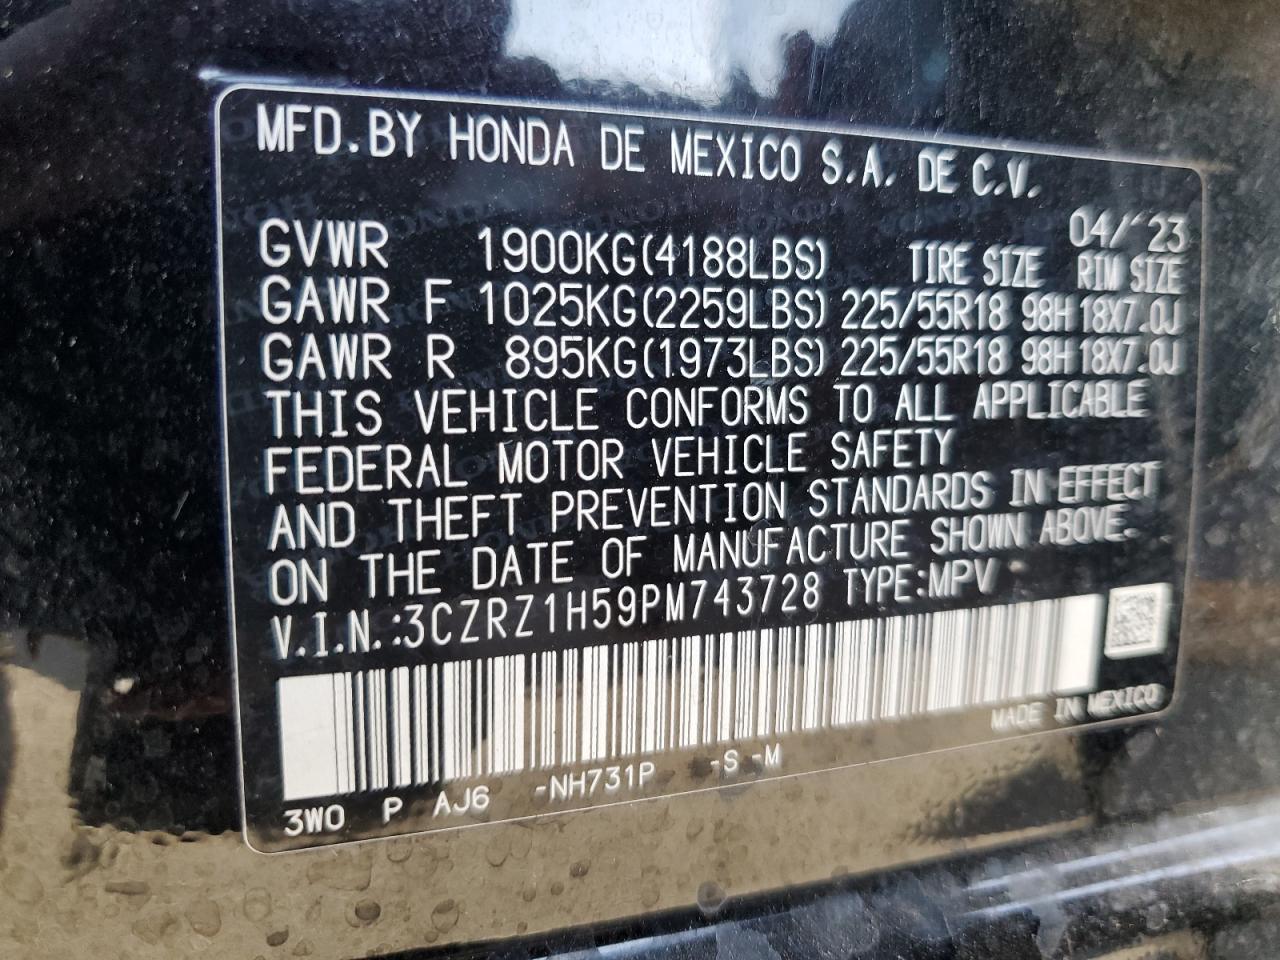 MFD.BY HONDA DE MEXICO S.A. DE C.V.
04/ 23
GVWR 1900KG(4188LBS) TIRE SIZE RIM SIZE
GAWR F 1025KG(2259LBS) 225/55R18 98H 18X7.0J
GAWR R 895KG(1973LBS) 225/55R18 98H 18X7.0J
THIS VEHICLE CONFORMS TO ALL APPLICABLE
FEDERAL MOTOR VEHICLE SAFETY
AND THEFT PREVENTION STANDARDS IN EFFECT
ON THE DATE OF MANUFACTURE SHOWN ABOVE.
V.I.N.:3CZRZ1H59PM743728 TYPE:MPV
MADE IN MEXICO
3W0 P AJ6 -NH731P -S -M